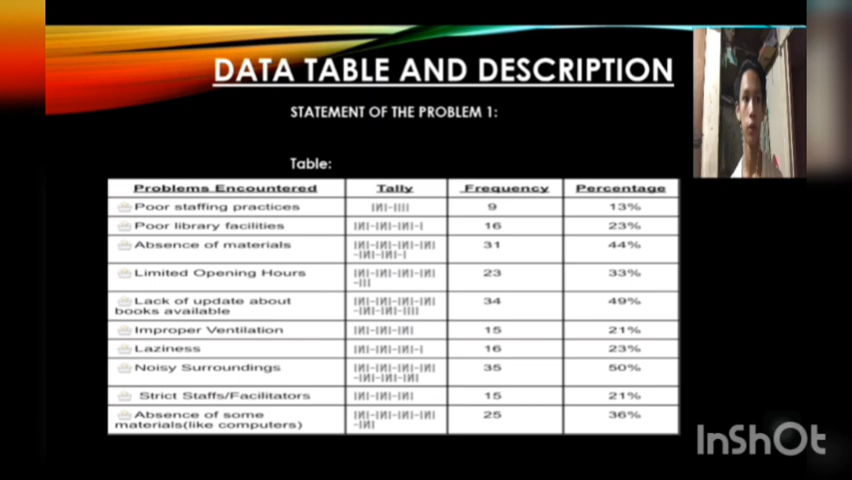 DATA TABLE AND DESCRIPTION
STATEMENT OF THE PROBLEM 1:
Table:
Problems Encountered Tally Frequency Percentage
Poor staffing practices 9 13%
Poor library facilities 16 23%
Absence of materials 31 44%
Limited Opening Hours 23 33%
Lack of update about
books available 34 49%
Improper Ventilation 15 21%
Laziness 16 23%
Noisy Surroundings 35 50%
Strict Staffs/Facilitators 15 21%
Absence of some
materials(like computers) 25 36%
InShOt